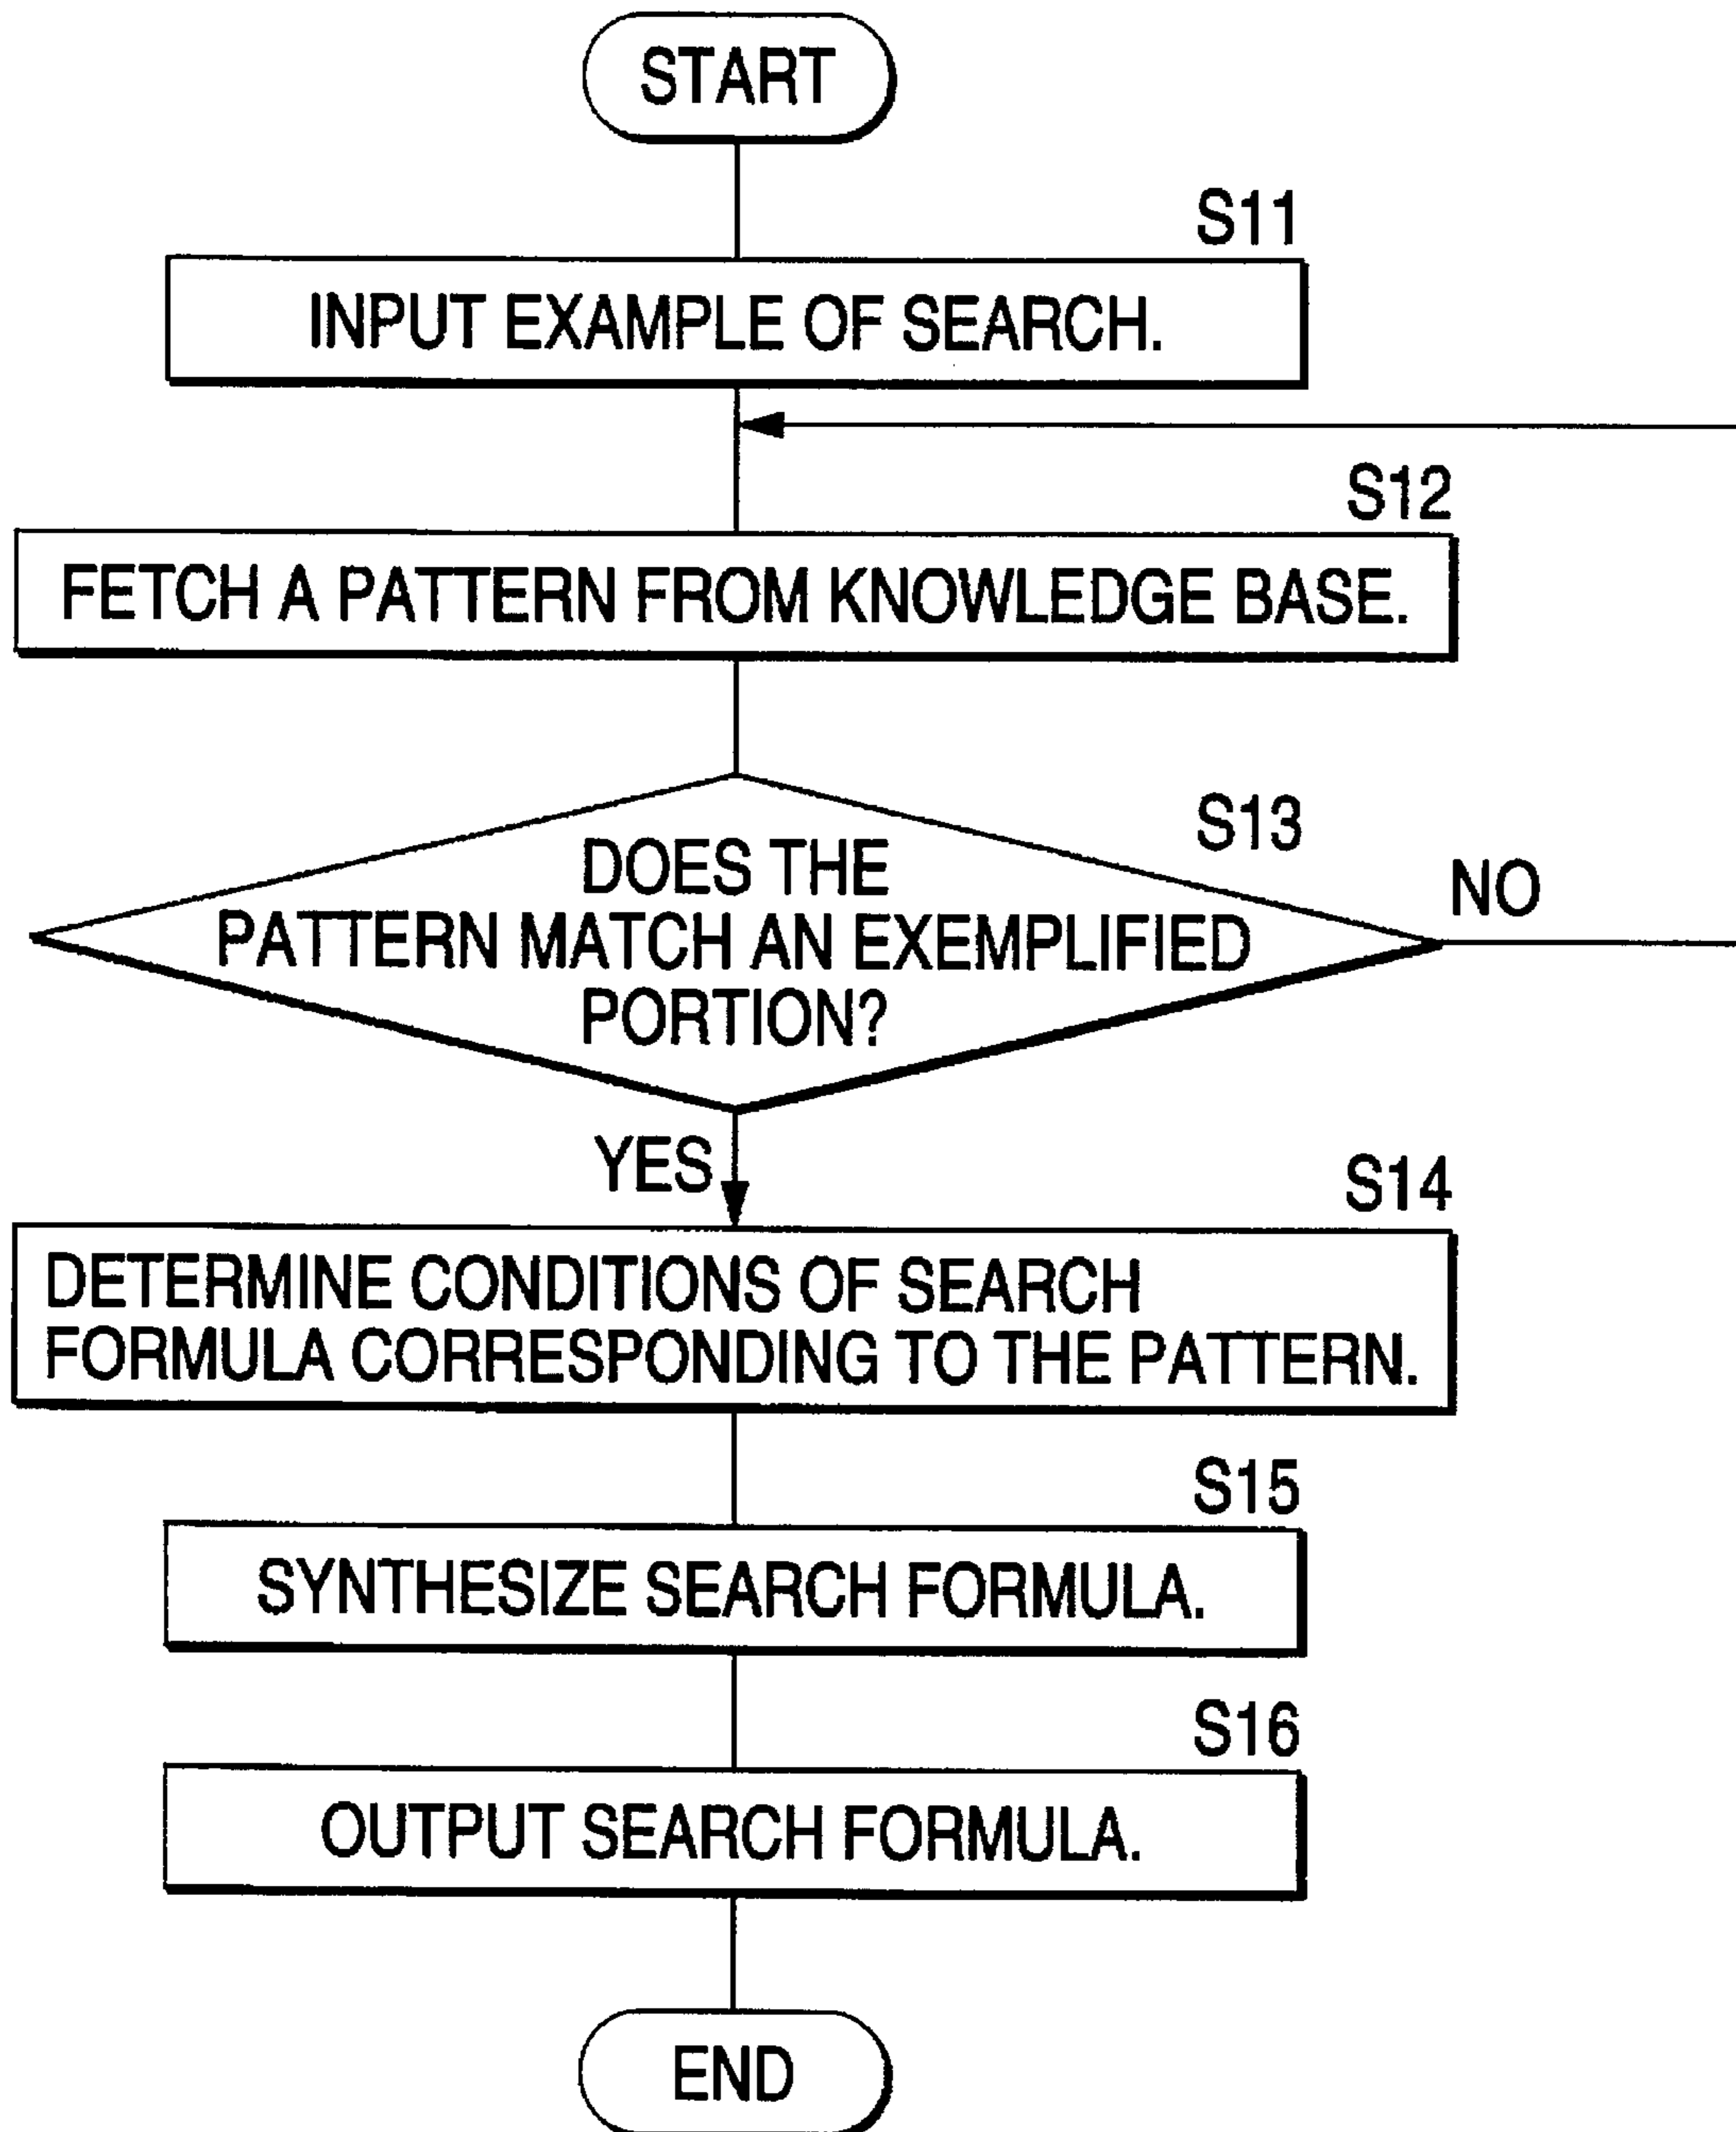 START
S11
INPUT EXAMPLE OF SEARCH.
S12
FETCH A PATTERN FROM KNOWLEDGE BASE.
S13
DOES THE
PATTERN MATCH AN EXEMPLIFIED
PORTION?
NO
YES
S14
DETERMINE CONDITIONS OF SEARCH
FORMULA CORRESPONDING TO THE PATTERN.
S15
SYNTHESIZE SEARCH FORMULA.
S16
OUTPUT SEARCH FORMULA.
END